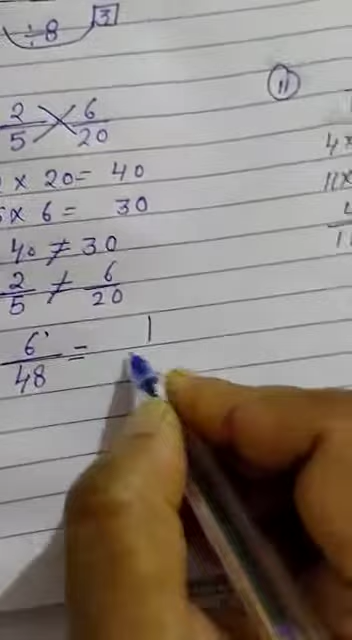 ÷8 3
2/5 6/20
(11)
x 20 = 40
5 x 6 = 30
40 ≠ 30
2/5 ≠ 6/20
6/48 = 1